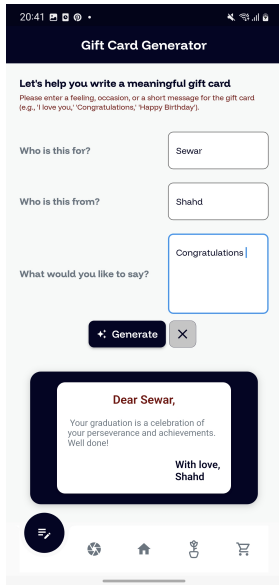 20:41
Gift Card Generator
Let's help you write a meaningful gift card
Please enter a feeling, occasion, or a short message for the gift card
(e.g., 'I love you,' 'Congratulations,' 'Happy Birthday').
Who is this for?
Sewar
Who is this from?
Shahd
Congratulations
What would you like to say?
Generate
Dear Sewar,
Your graduation is a celebration of
your perseverance and achievements.
Well done!
With love,
Shahd